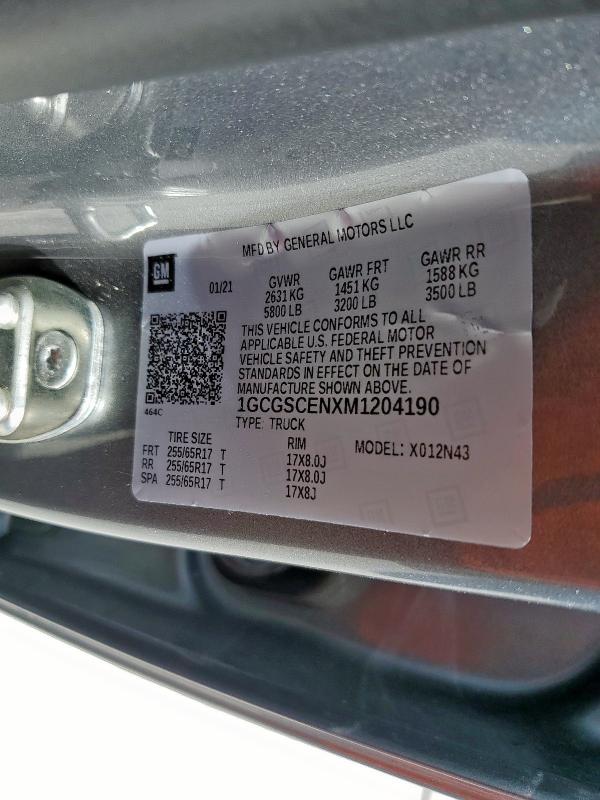 MFD BY GENERAL MOTORS LLC
GM
01/21 GVWR GAWR FRT GAWR RR
2631 KG 1451 KG 1588 KG
5800 LB 3200 LB 3500 LB
THIS VEHICLE CONFORMS TO ALL
APPLICABLE U.S. FEDERAL MOTOR
VEHICLE SAFETY AND THEFT PREVENTION
STANDARDS IN EFFECT ON THE DATE OF
MANUFACTURE SHOWN ABOVE.
464C
1GCGSCENXM1204190
TYPE: TRUCK
TIRE SIZE RIM MODEL: X012N43
FRT 255/65R17 T 17X8.0J
RR 255/65R17 T 17X8.0J
SPA 255/65R17 T 17X8J